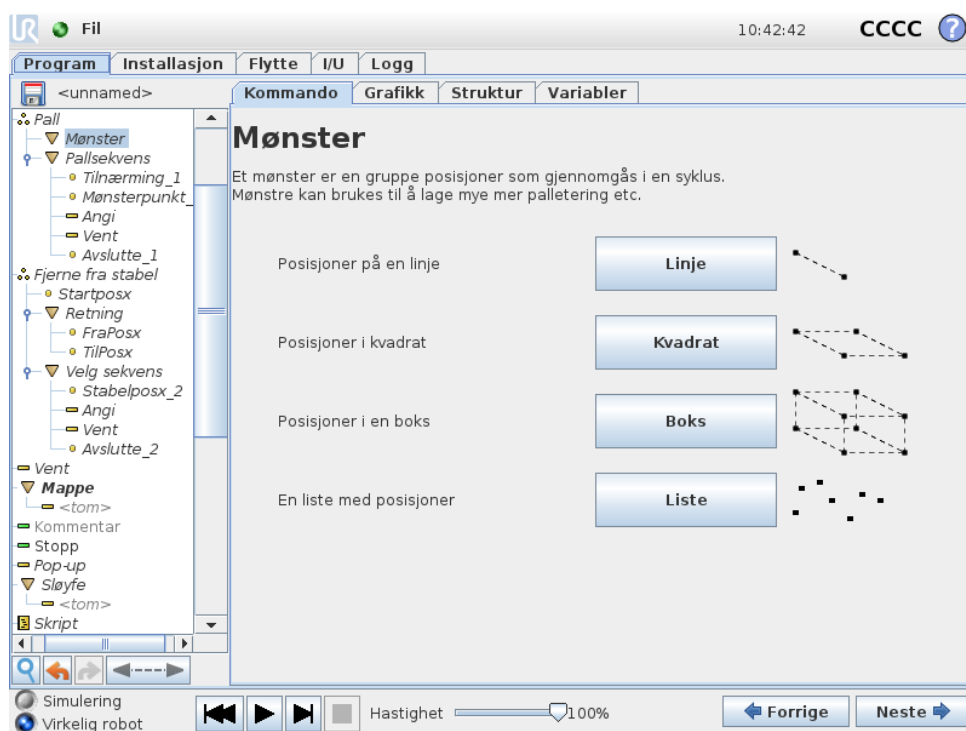 UR Fil 10:42:42 CCCC ?
Program Installasjon Flytte I/U Logg
<unnamed> Kommando Grafikk Struktur Variabler
Pall
Mønster
Pallsekvens
Tilnærming_1
Mønsterpunkt_
Angi
Vent
Avslutte_1
Fjerne fra stabel
Startposx
Retning
FraPosx
TilPosx
Velg sekvens
Stabelposx_2
Angi
Vent
Avslutte_2
Vent
Mappe
<tom>
Kommentar
Stopp
Pop-up
Sløyfe
<tom>
Skript
Mønster
Et mønster er en gruppe posisjoner som gjennomgås i en syklus.
Mønstre kan brukes til å lage mye mer palletering etc.
Posisjoner på en linje Linje
Posisjoner i kvadrat Kvadrat
Posisjoner i en boks Boks
En liste med posisjoner Liste
Simulering
Virkelig robot
Hastighet 100% Forrige Neste